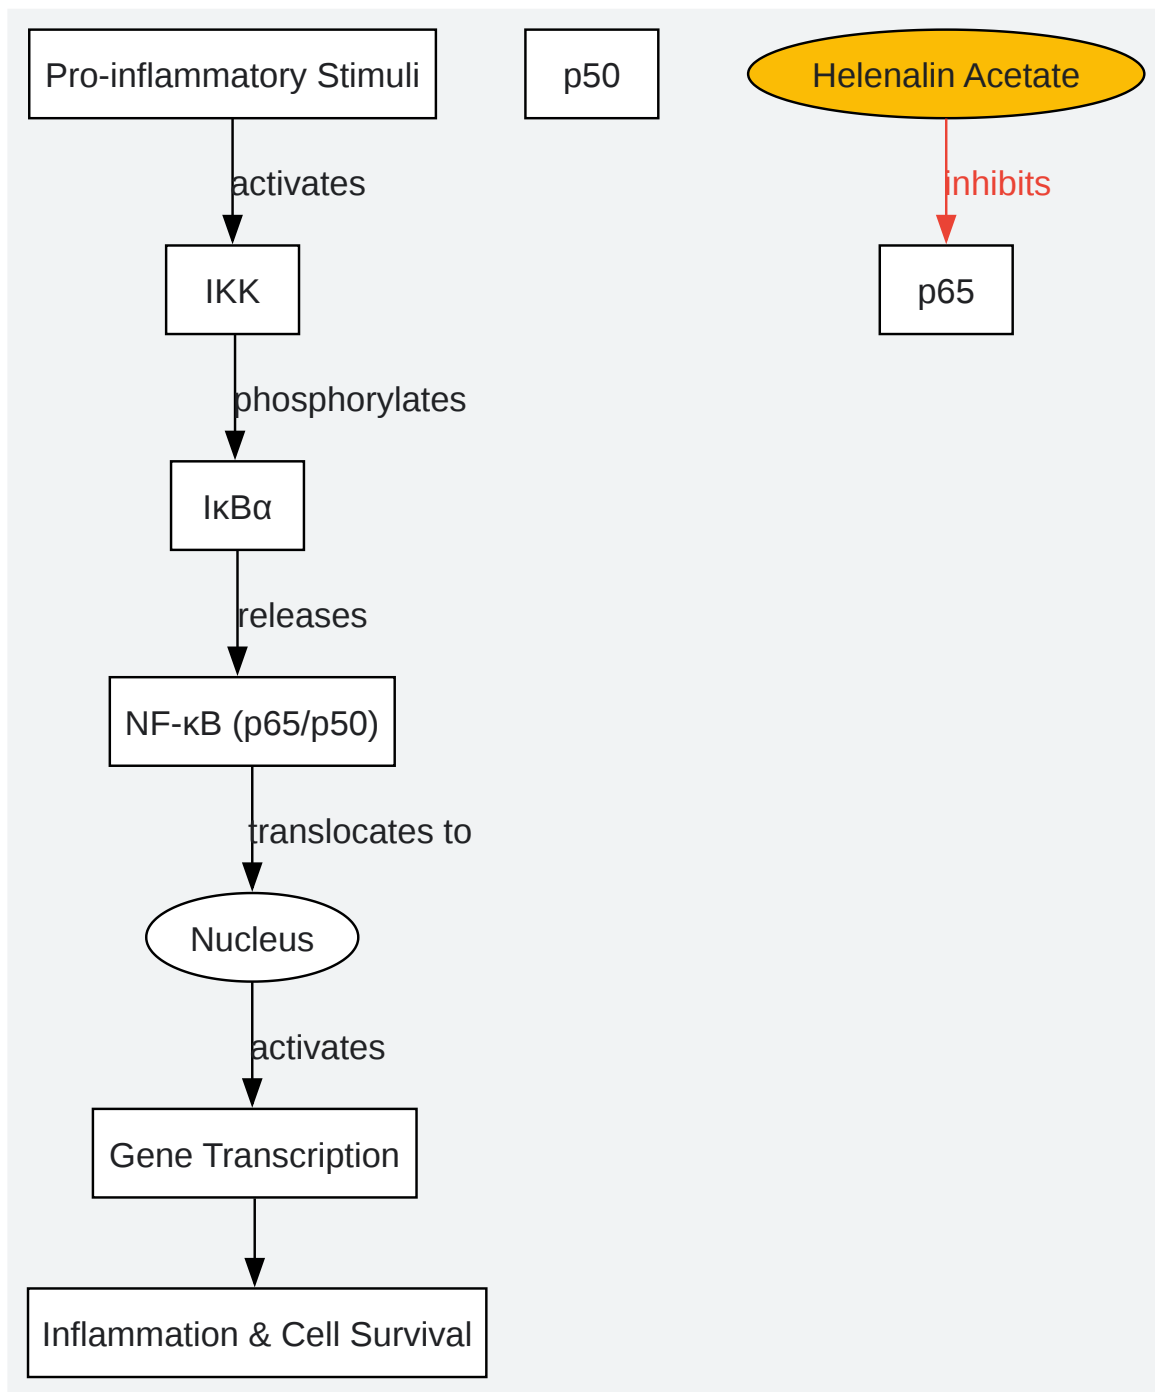 Pro-inflammatory Stimuli
p50
Helenalin Acetate
activates
inhibits
IKK
p65
phosphorylates
IκBα
releases
NF-κB (p65/p50)
translocates to
Nucleus
activates
Gene Transcription
Inflammation & Cell Survival